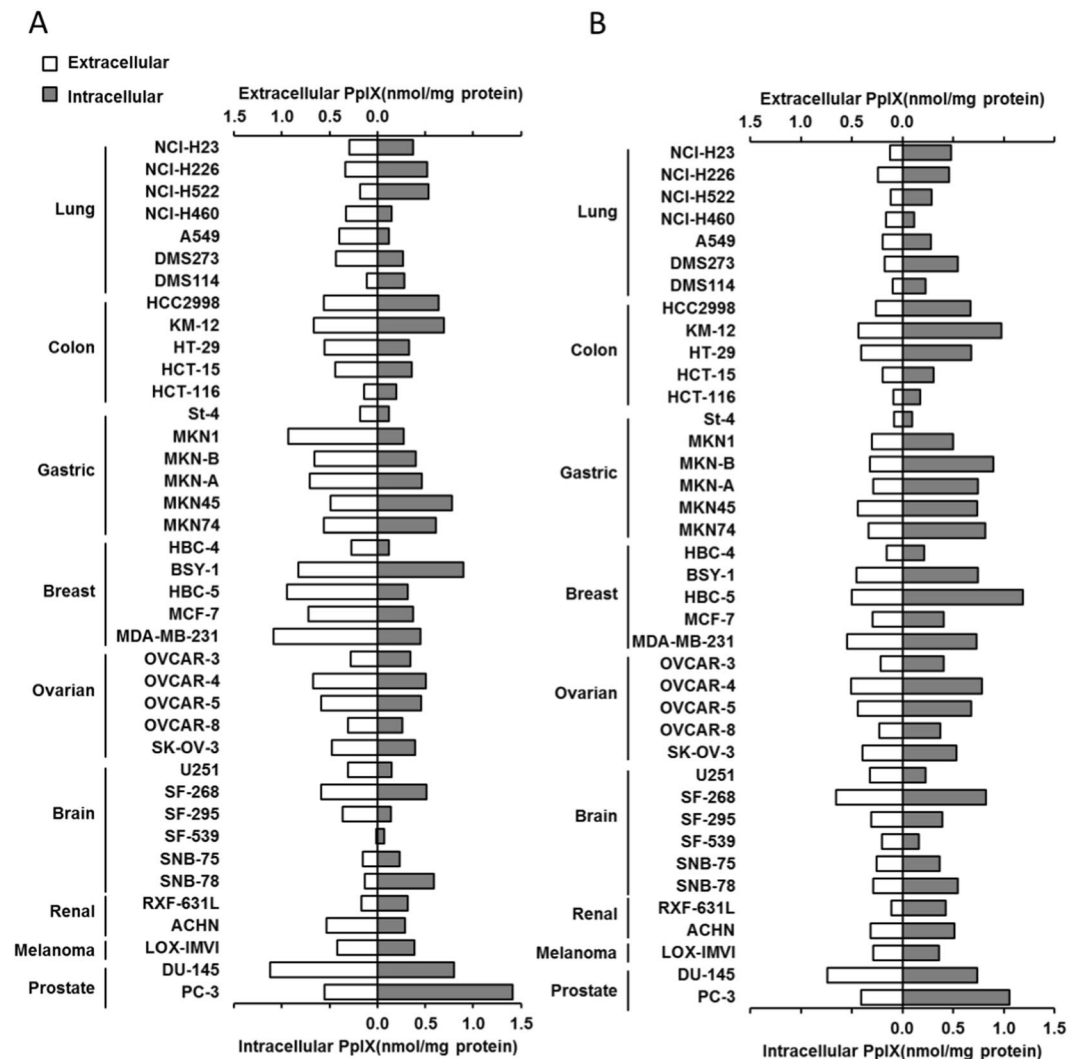 A
Extracellular
Intracellular
Extracellular PpIX(nmol/mg protein)
1.5 1.0 0.5 0.0
Lung
NCI-H23
NCI-H226
NCI-H522
NCI-H460
A549
DMS273
DMS114
Colon
HCC2998
KM-12
HT-29
HCT-15
HCT-116
Gastric
St-4
MKN1
MKN-B
MKN-A
MKN45
MKN74
Breast
HBC-4
BSY-1
HBC-5
MCF-7
MDA-MB-231
Ovarian
OVCAR-3
OVCAR-4
OVCAR-5
OVCAR-8
SK-OV-3
Brain
U251
SF-268
SF-295
SF-539
SNB-75
SNB-78
Renal
RXF-631L
ACHN
Melanoma
LOX-IMVI
Prostate
DU-145
PC-3
0.0 0.5 1.0 1.5
Intracellular PpIX(nmol/mg protein)
B
Extracellular PpIX(nmol/mg protein)
1.5 1.0 0.5 0.0
Lung
NCI-H23
NCI-H226
NCI-H522
NCI-H460
A549
DMS273
DMS114
Colon
HCC2998
KM-12
HT-29
HCT-15
HCT-116
Gastric
St-4
MKN1
MKN-B
MKN-A
MKN45
MKN74
Breast
HBC-4
BSY-1
HBC-5
MCF-7
MDA-MB-231
Ovarian
OVCAR-3
OVCAR-4
OVCAR-5
OVCAR-8
SK-OV-3
Brain
U251
SF-268
SF-295
SF-539
SNB-75
SNB-78
Renal
RXF-631L
ACHN
Melanoma
LOX-IMVI
Prostate
DU-145
PC-3
0.0 0.5 1.0 1.5
Intracellular PpIX(nmol/mg protein)